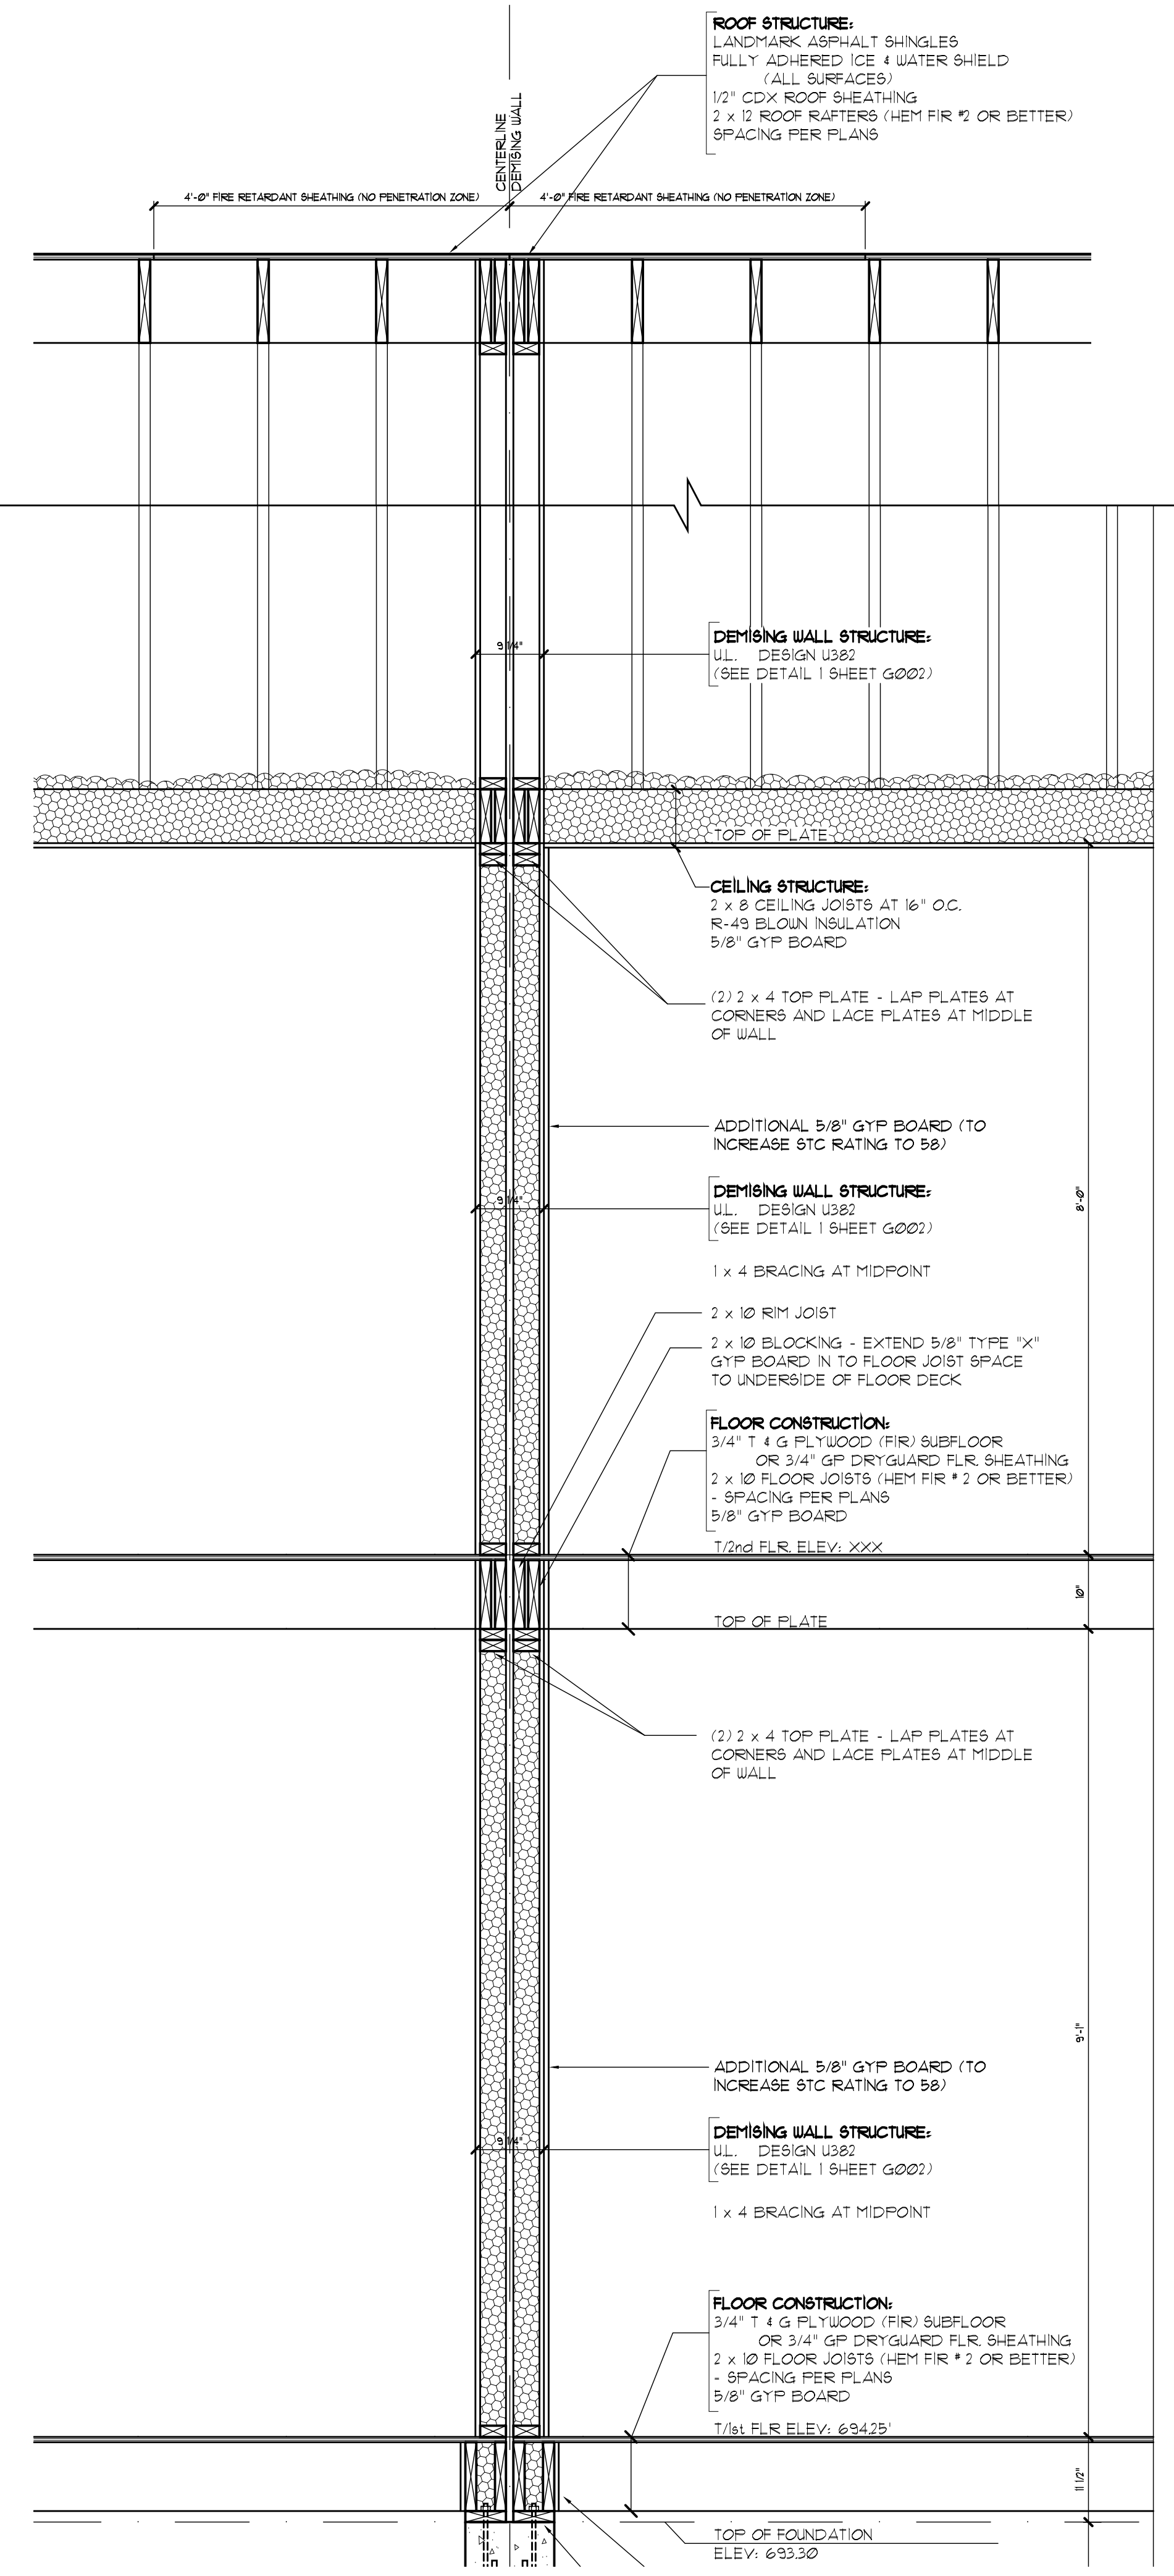 ROOF STRUCTURE:
LANDMARK ASPHALT SHINGLES
FULLY ADHERED ICE & WATER SHIELD
(ALL SURFACES)
1/2" CDX ROOF SHEATHING
2 x 12 ROOF RAFTERS (HEM FIR #2 OR BETTER)
SPACING PER PLANS
CENTERLINE
DEMISING WALL
4'-0" FIRE RETARDANT SHEATHING (NO PENETRATION ZONE)
4'-0" FIRE RETARDANT SHEATHING (NO PENETRATION ZONE)
9 1/4"
DEMISING WALL STRUCTURE:
U.L. DESIGN U382
(SEE DETAIL 1 SHEET G002)
TOP OF PLATE
CEILING STRUCTURE:
2 x 8 CEILING JOISTS AT 16" O.C.
R-49 BLOWN INSULATION
5/8" GYP BOARD
(2) 2 x 4 TOP PLATE - LAP PLATES AT
CORNERS AND LACE PLATES AT MIDDLE
OF WALL
ADDITIONAL 5/8" GYP BOARD (TO
INCREASE STC RATING TO 58)
9 1/4"
DEMISING WALL STRUCTURE:
U.L. DESIGN U382
(SEE DETAIL 1 SHEET G002)
8'-0"
1 x 4 BRACING AT MIDPOINT
2 x 10 RIM JOIST
2 x 10 BLOCKING - EXTEND 5/8" TYPE "X"
GYP BOARD IN TO FLOOR JOIST SPACE
TO UNDERSIDE OF FLOOR DECK
FLOOR CONSTRUCTION:
3/4" T & G PLYWOOD (FIR) SUBFLOOR
OR 3/4" GP DRYGUARD FLR. SHEATHING
2 x 10 FLOOR JOISTS (HEM FIR # 2 OR BETTER)
- SPACING PER PLANS
5/8" GYP BOARD
T/2nd FLR. ELEV: XXX
10"
TOP OF PLATE
(2) 2 x 4 TOP PLATE - LAP PLATES AT
CORNERS AND LACE PLATES AT MIDDLE
OF WALL
9'-1"
ADDITIONAL 5/8" GYP BOARD (TO
INCREASE STC RATING TO 58)
9 1/4"
DEMISING WALL STRUCTURE:
U.L. DESIGN U382
(SEE DETAIL 1 SHEET G002)
1 x 4 BRACING AT MIDPOINT
FLOOR CONSTRUCTION:
3/4" T & G PLYWOOD (FIR) SUBFLOOR
OR 3/4" GP DRYGUARD FLR. SHEATHING
2 x 10 FLOOR JOISTS (HEM FIR # 2 OR BETTER)
- SPACING PER PLANS
5/8" GYP BOARD
T/1st FLR ELEV: 694.25'
11 1/2"
TOP OF FOUNDATION
ELEV: 693.30